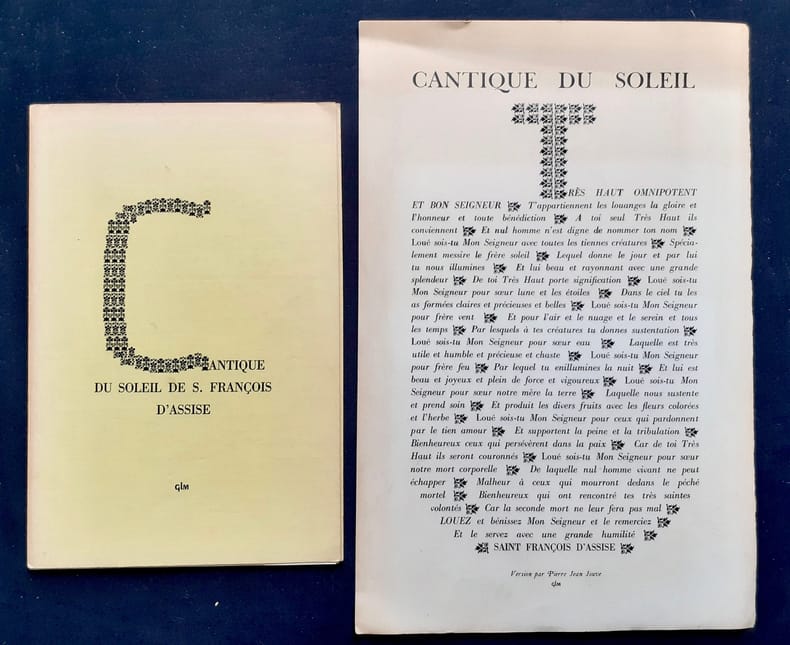 CANTIQUE
DU SOLEIL DE S. FRANÇOIS
D'ASSISE
GLM
CANTIQUE DU SOLEIL
TRÈS HAUT OMNIPOTENT
ET BON SEIGNEUR T'appartiennent les louanges la gloire et
l'honneur et toute bénédiction A toi seul Très Haut ils
conviennent Et nul homme n'est digne de nommer ton nom
Loué sois-tu Mon Seigneur avec toutes les tiennes créatures Spécia-
lement messire le frère soleil Lequel donne le jour et par lui
tu nous illumines Et lui beau et rayonnant avec une grande
splendeur De toi Très Haut porte signification Loué sois-tu
Mon Seigneur pour sœur lune et les étoiles Dans le ciel tu les
as formées claires et précieuses et belles Loué sois-tu Mon Seigneur
pour frère vent Et pour l'air et le nuage et le serein et tous
les temps Par lesquels à tes créatures tu donnes sustentation
Loué sois-tu Mon Seigneur pour sœur eau Laquelle est très
utile et humble et précieuse et chaste Loué sois-tu Mon Seigneur
pour frère feu Par lequel tu enillumines la nuit Et lui est
beau et joyeux et plein de force et vigoureux Loué sois-tu Mon
Seigneur pour sœur notre mère la terre Laquelle nous sustente
et prend soin Et produit les divers fruits avec les fleurs colorées
et l'herbe Loué sois-tu Mon Seigneur pour ceux qui pardonnent
par le tien amour Et supportent la peine et la tribulation
Bienheureux ceux qui persévèrent dans la paix Car de toi Très
Haut ils seront couronnés Loué sois-tu Mon Seigneur pour sœur
notre mort corporelle De laquelle nul homme vivant ne peut
échapper Malheur à ceux qui mourront dedans le péché
mortel Bienheureux qui ont rencontré tes très saintes
volontés Car la seconde mort ne leur fera pas mal
LOUEZ et bénissez Mon Seigneur et le remerciez
Et le servez avec une grande humilité
SAINT FRANÇOIS D'ASSISE
Version par Pierre Jean Jouve
GLM